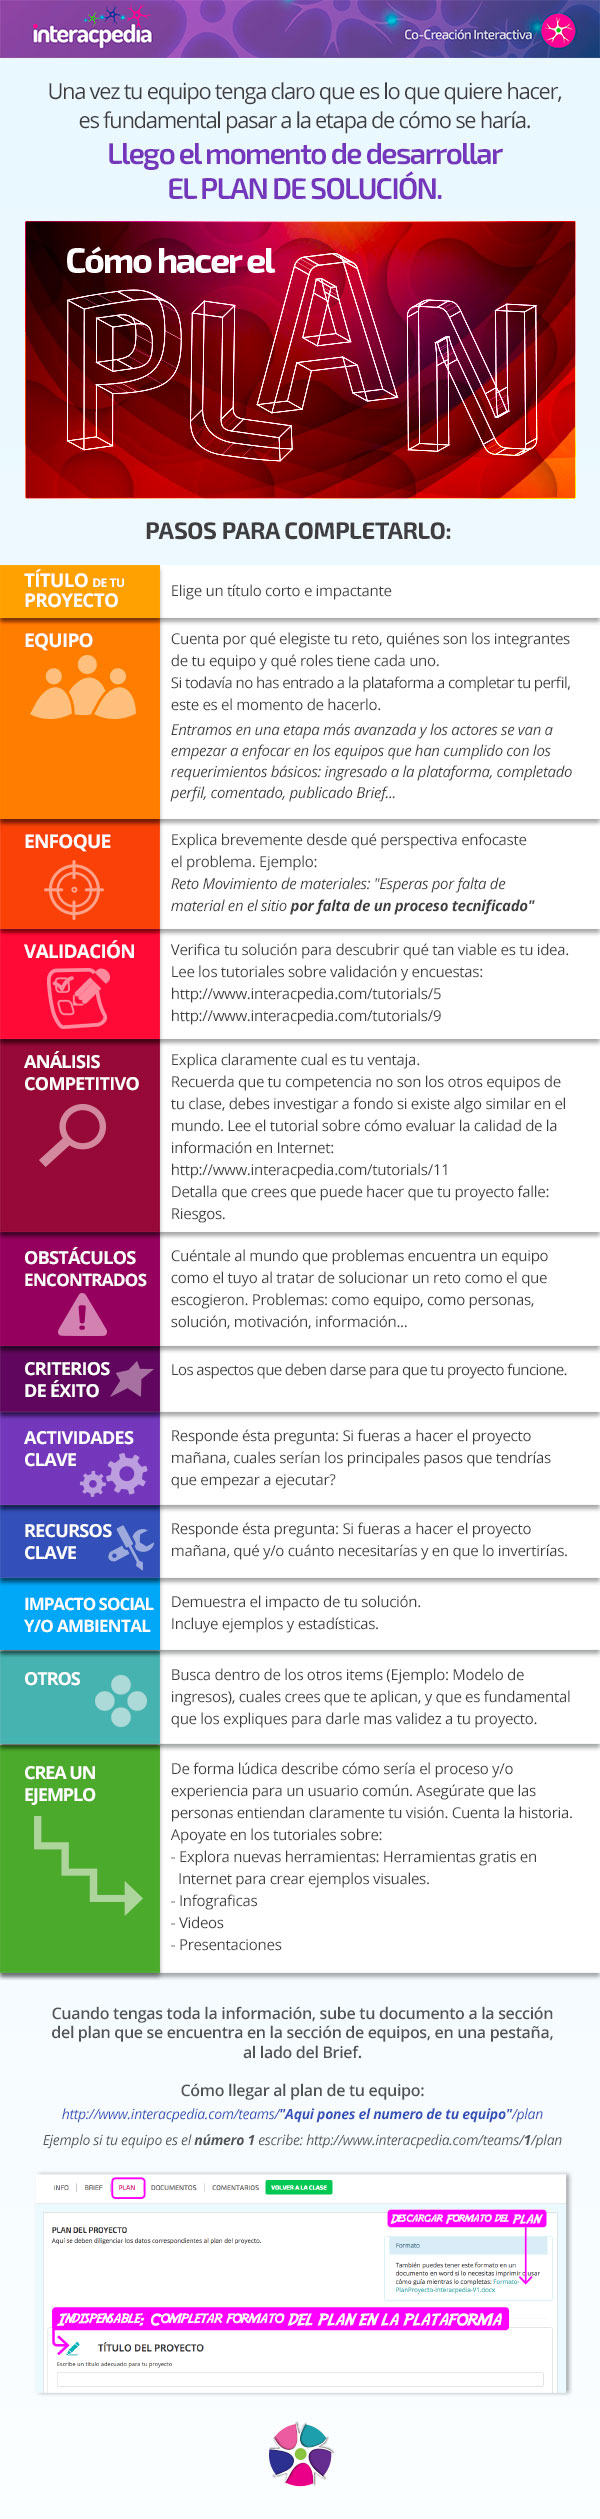 interacpedia
Co-Creación Interactiva
Una vez tu equipo tenga claro que es lo que quiere hacer,
es fundamental pasar a la etapa de cómo se haría.
Llego el momento de desarrollar
EL PLAN DE SOLUCIÓN.
Cómo hacer el
PLAN
PASOS PARA COMPLETARLO:
TÍTULO DE TU
PROYECTO
Elige un título corto e impactante
EQUIPO
Cuenta por qué elegiste tu reto, quiénes son los integrantes
de tu equipo y qué roles tiene cada uno.
Si todavía no has entrado a la plataforma a completar tu perfil,
este es el momento de hacerlo.
Entramos en una etapa más avanzada y los actores se van a
empezar a enfocar en los equipos que han cumplido con los
requerimientos básicos: ingresado a la plataforma, completado
perfil, comentado, publicado Brief...
ENFOQUE
Explica brevemente desde qué perspectiva enfocaste
el problema. Ejemplo:
Reto Movimiento de materiales: "Esperas por falta de
material en el sitio por falta de un proceso tecnificado"
VALIDACIÓN
Verifica tu solución para descubrir qué tan viable es tu idea.
Lee los tutoriales sobre validación y encuestas:
http://www.interacpedia.com/tutorials/5
http://www.interacpedia.com/tutorials/9
ANÁLISIS
COMPETITIVO
Explica claramente cual es tu ventaja.
Recuerda que tu competencia no son los otros equipos de
tu clase, debes investigar a fondo si existe algo similar en el
mundo. Lee el tutorial sobre cómo evaluar la calidad de la
información en Internet:
http://www.interacpedia.com/tutorials/11
Detalla que crees que puede hacer que tu proyecto falle:
Riesgos.
OBSTÁCULOS
ENCONTRADOS
Cuéntale al mundo que problemas encuentra un equipo
como el tuyo al tratar de solucionar un reto como el que
escogieron. Problemas: como equipo, como personas,
solución, motivación, información...
CRITERIOS
DE ÉXITO
Los aspectos que deben darse para que tu proyecto funcione.
ACTIVIDADES
CLAVE
Responde ésta pregunta: Si fueras a hacer el proyecto
mañana, cuales serían los principales pasos que tendrías
que empezar a ejecutar?
RECURSOS
CLAVE
Responde ésta pregunta: Si fueras a hacer el proyecto
mañana, qué y/o cuánto necesitarías y en que lo invertirías.
IMPACTO SOCIAL
Y/O AMBIENTAL
Demuestra el impacto de tu solución.
Incluye ejemplos y estadísticas.
OTROS
Busca dentro de los otros items (Ejemplo: Modelo de
ingresos), cuales crees que te aplican, y que es fundamental
que los expliques para darle mas validez a tu proyecto.
CREA UN
EJEMPLO
De forma lúdica describe cómo sería el proceso y/o
experiencia para un usuario común. Asegúrate que las
personas entiendan claramente tu visión. Cuenta la historia.
Apoyate en los tutoriales sobre:
- Explora nuevas herramientas: Herramientas gratis en
Internet para crear ejemplos visuales.
- Infograficas
- Videos
- Presentaciones
Cuando tengas toda la información, sube tu documento a la sección
del plan que se encuentra en la sección de equipos, en una pestaña,
al lado del Brief.
Cómo llegar al plan de tu equipo:
http://www.interacpedia.com/teams/"Aqui pones el numero de tu equipo"/plan
Ejemplo si tu equipo es el número 1 escribe: http://www.interacpedia.com/teams/1/plan
INFO BRIEF PLAN DOCUMENTOS COMENTARIOS VOLVER A LA CLASE
PLAN DEL PROYECTO
Aqui se deben diligenciar los datos correspondientes al plan del proyecto.
DESCARGAR FORMATO DEL PLAN
Formato
También puedes tener este formato en un
documento en word si lo necesitas imprimir o usar
cómo guía mientras lo completas: Formato-
PlanProyecto-Interacpedia-V1.docx
INDISPENSABLE: COMPLETAR FORMATO DEL PLAN EN LA PLATAFORMA
TÍTULO DEL PROYECTO
Escribe un título adecuado para tu proyecto